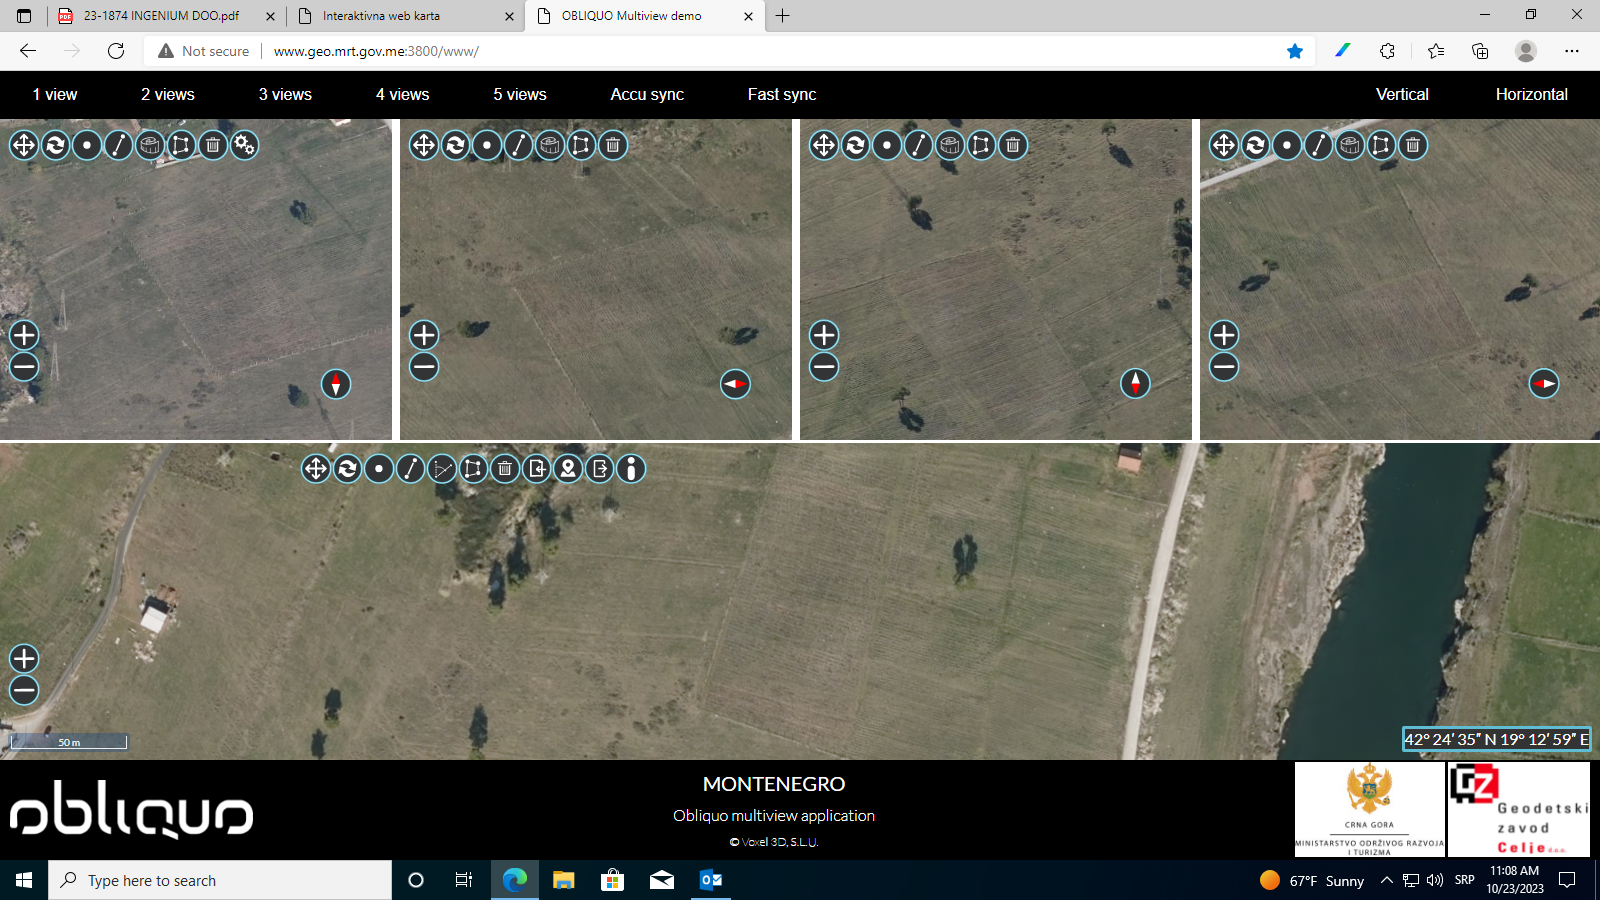 23-1874 INGENIUM DOO.pdf
Interaktivna web karta
OBLIQUO Multiview demo
Not secure
www.geo.mrt.gov.me:3800/www/
1 view
2 views
3 views
4 views
5 views
Accu sync
Fast sync
Vertical
Horizontal
50 m
42° 24′ 35″ N 19° 12′ 59″ E
obliquo
MONTENEGRO
Obliquo multiview application
© Voxel 3D, S.L.U.
CRNA GORA
MINISTARSTVO ODRŽIVOG RAZVOJA
I TURIZMA
GZ
Geodetski
zavod
Celje d.o.o.
Type here to search
67°F Sunny
SRP
11:08 AM
10/23/2023